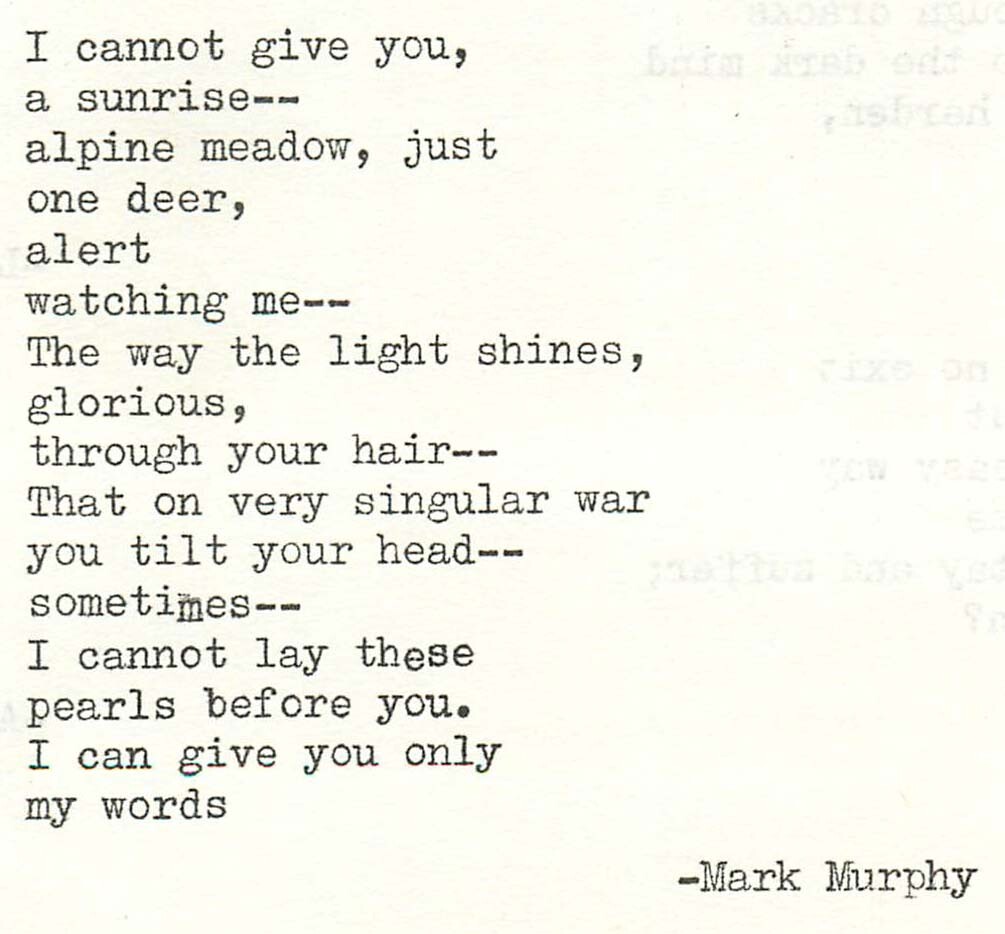 I cannot give you,
a sunrise--
alpine meadow, just
one deer,
alert
watching me--
The way the light shines,
glorious,
through your hair--
That on very singular war
you tilt your head--
sometimes--
I cannot lay these
pearls before you.
I can give you only
my words
-Mark Murphy